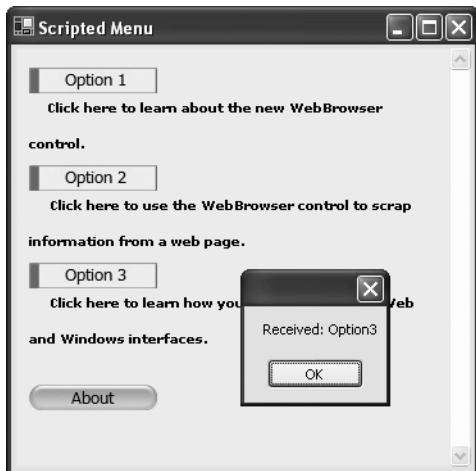 Scripted Menu
Option 1
Click here to learn about the new WebBrowser
control.
Option 2
Click here to use the WebBrowser control to scrap
information from a web page.
Option 3
Click here to learn how you Web
and Windows interfaces.
Received: Option3
OK
About